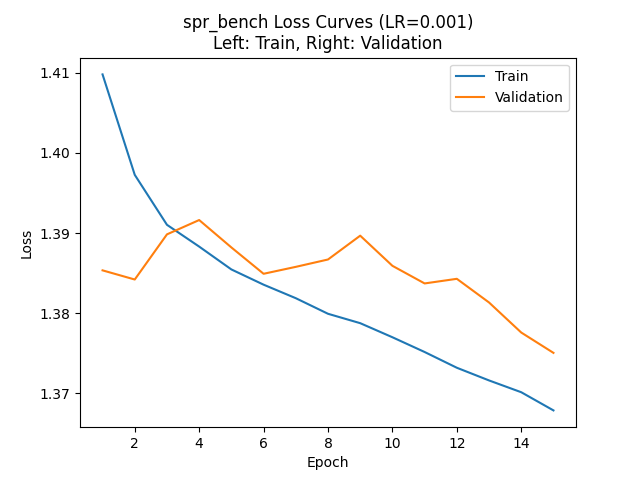 spr_bench Loss Curves (LR=0.001)
Left: Train, Right: Validation
Train
Validation
1.41
1.40
1.39
1.38
1.37
Loss
2
4
6
8
10
12
14
Epoch